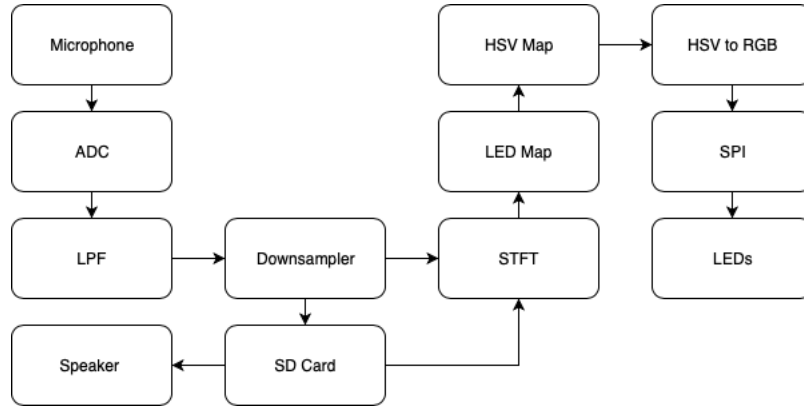 Microphone
HSV Map
HSV to RGB
ADC
LED Map
SPI
LPF
Downsampler
STFT
LEDs
Speaker
SD Card